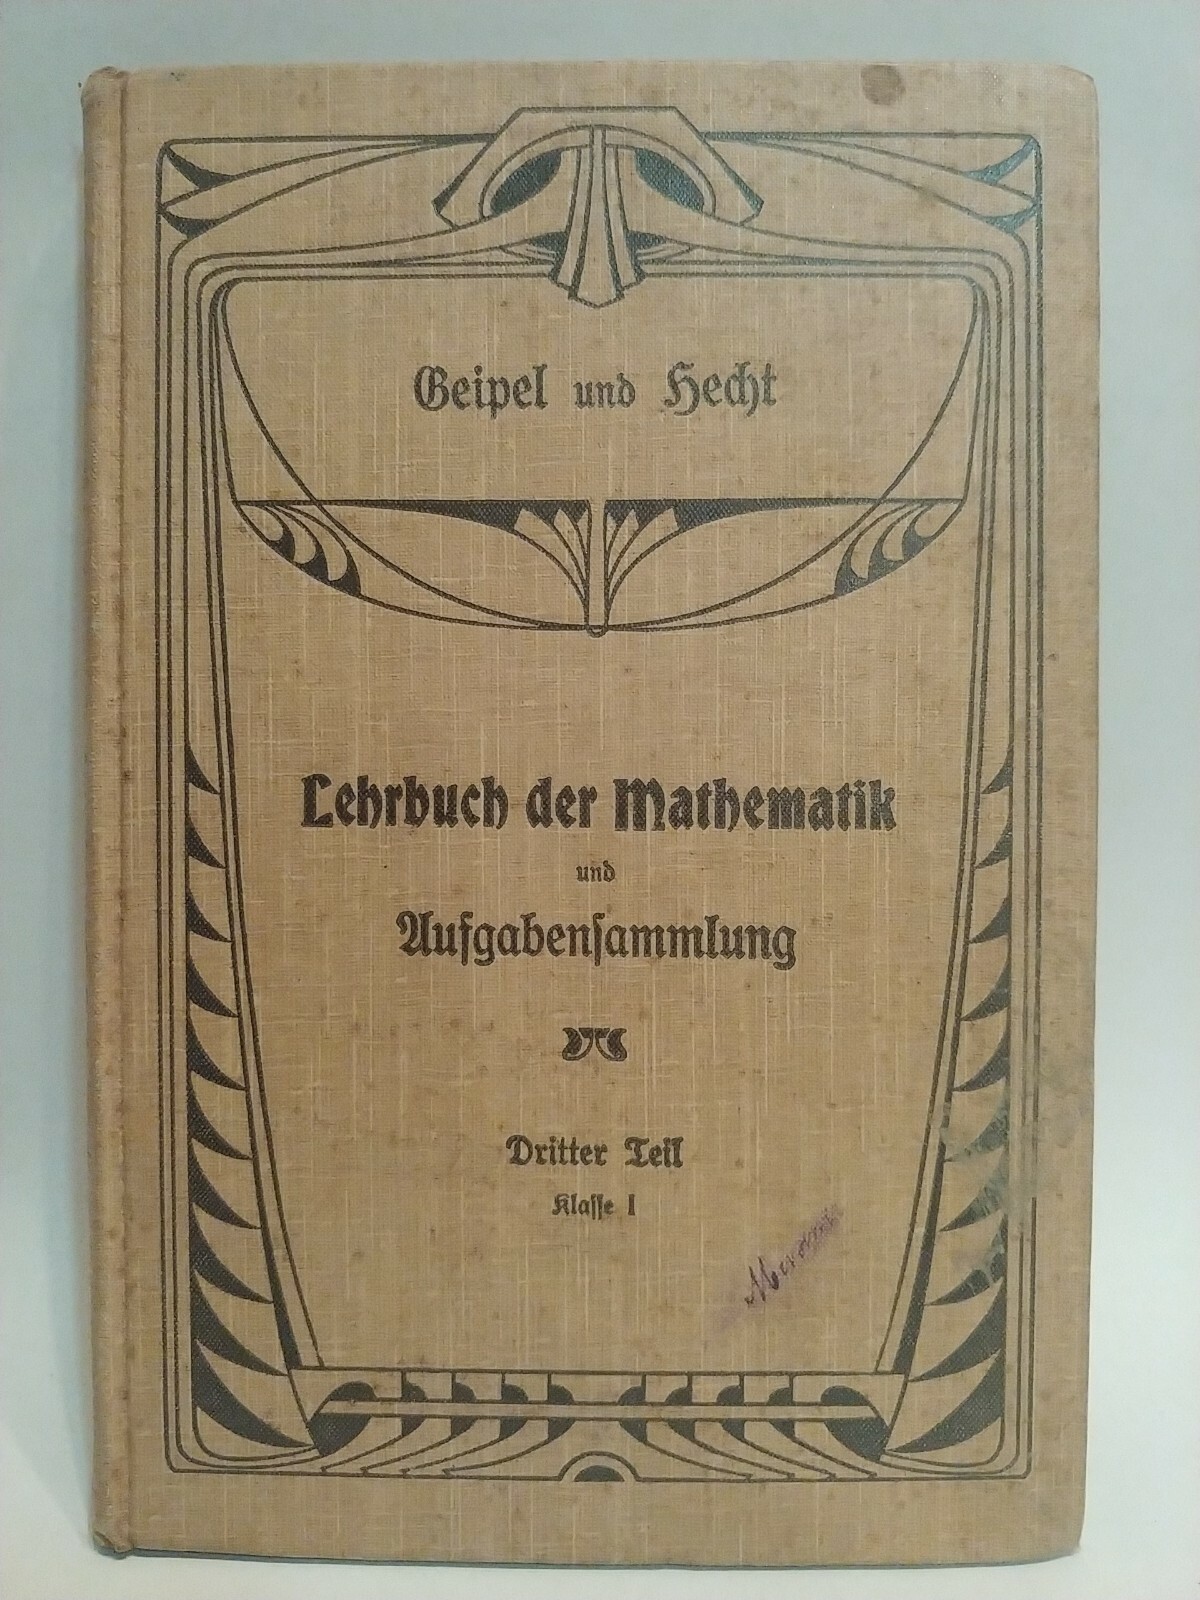 Geipel und Hecht
Lehrbuch der Mathematik
und
Aufgabensammlung
Dritter Teil
Klasse I